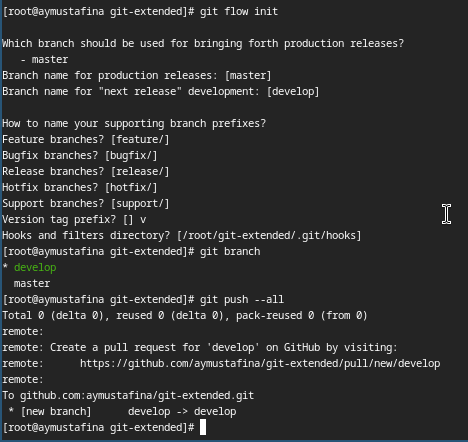 [root@aymustafina git-extended]# git flow init

Which branch should be used for bringing forth production releases?
   - master
Branch name for production releases: [master]
Branch name for "next release" development: [develop]

How to name your supporting branch prefixes?
Feature branches? [feature/]
Bugfix branches? [bugfix/]
Release branches? [release/]
Hotfix branches? [hotfix/]
Support branches? [support/]
Version tag prefix? [] v
Hooks and filters directory? [/root/git-extended/.git/hooks]
[root@aymustafina git-extended]# git branch
* develop
  master
[root@aymustafina git-extended]# git push --all
Total 0 (delta 0), reused 0 (delta 0), pack-reused 0 (from 0)
remote:
remote: Create a pull request for 'develop' on GitHub by visiting:
remote:      https://github.com/aymustafina/git-extended/pull/new/develop
remote:
To github.com:aymustafina/git-extended.git
 * [new branch]      develop -> develop
[root@aymustafina git-extended]#